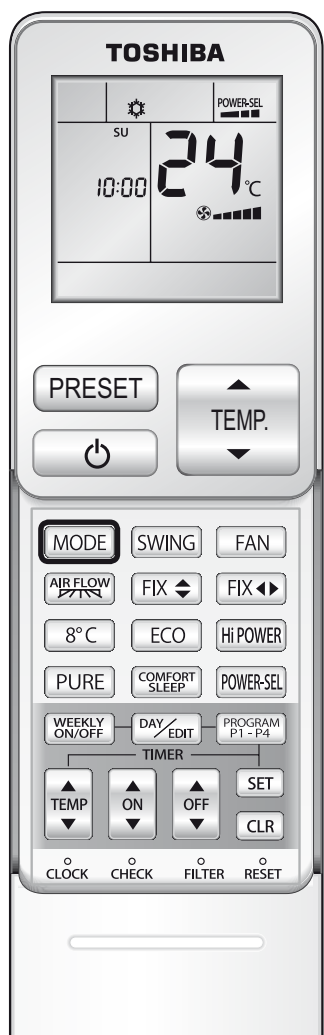 TOSHIBA
POWER-SEL
SU
10:00 24 °C
PRESET
TEMP.
MODE SWING FAN
AIR FLOW FIX FIX
8°C ECO Hi POWER
PURE COMFORT SLEEP POWER-SEL
WEEKLY ON/OFF DAY/EDIT PROGRAM P1 - P4
TIMER
TEMP ON OFF SET
CLR
CLOCK CHECK FILTER RESET